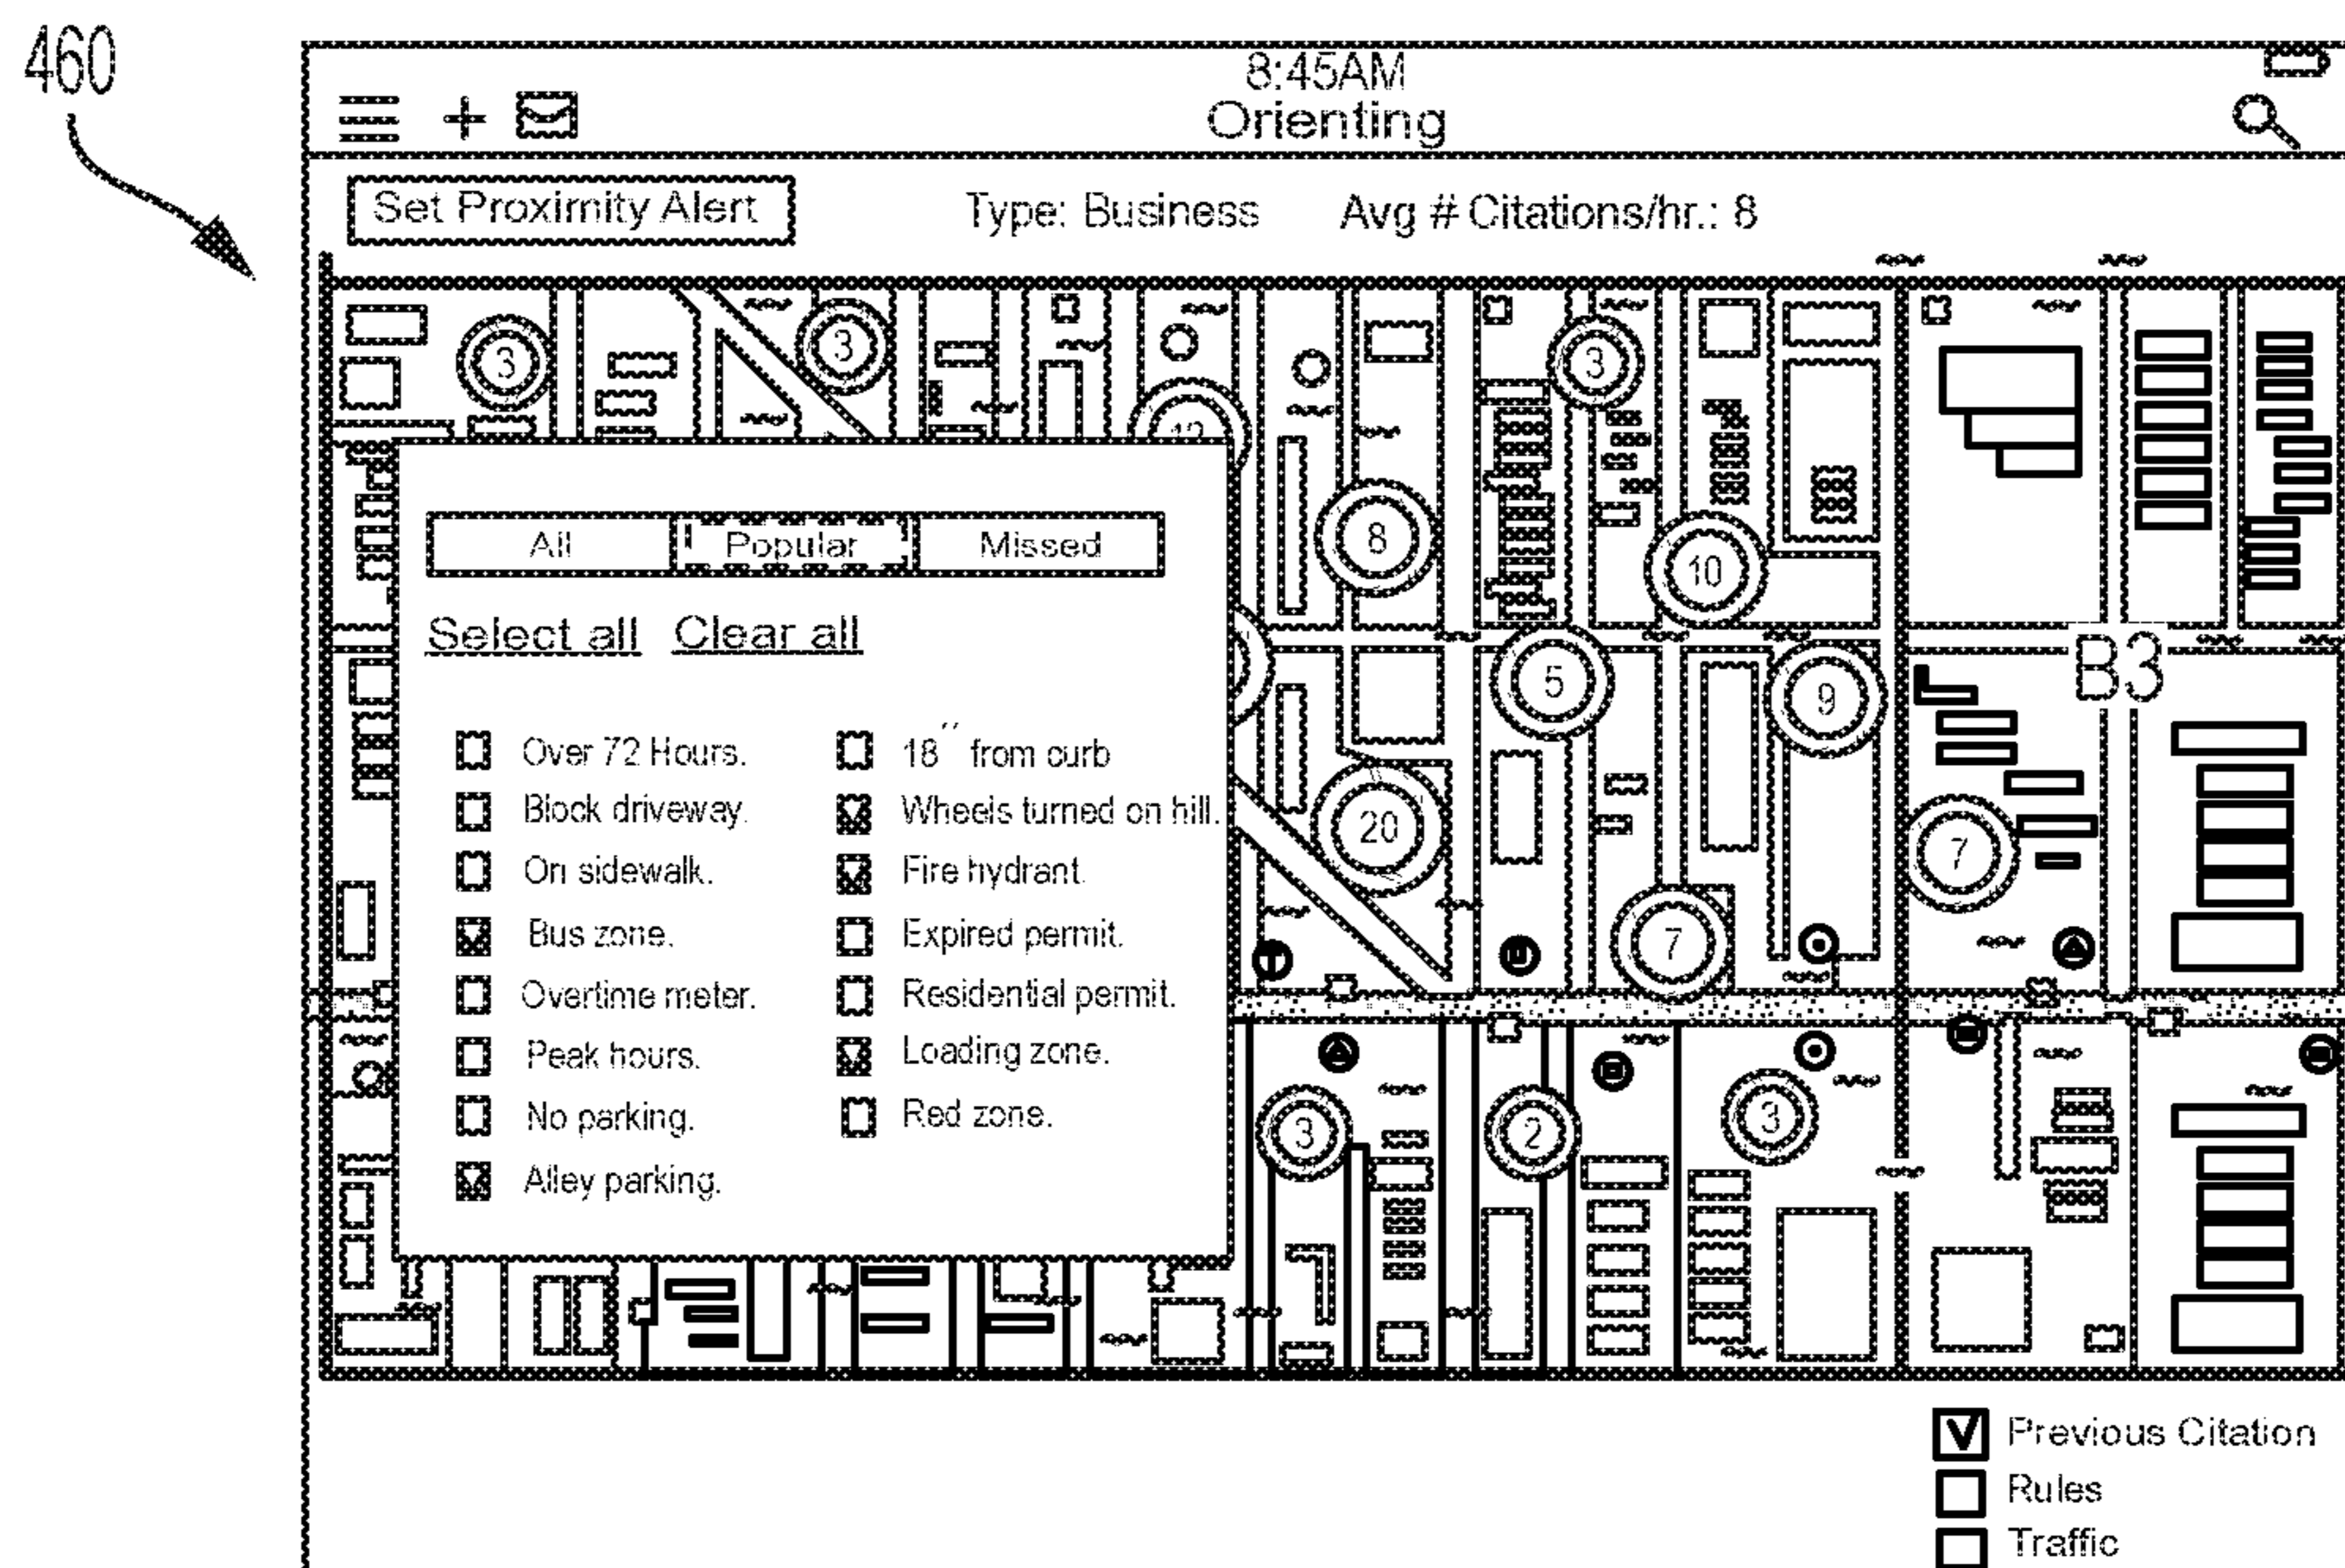 460
8:45AM
Orienting
Set Proximity Alert Type: Business Avg # Citations/hr.: 8
3 3 3
8
10
All Popular Missed
Select all Clear all
5 9
B3
20
7
7
Over 72 Hours. 18″ from curb
Block driveway. Wheels turned on hill.
On sidewalk. Fire hydrant.
Bus zone. Expired permit.
Overtime meter. Residential permit.
Peak hours. Loading zone.
No parking. Red zone.
Alley parking.
3 2 3
Previous Citation
Rules
Traffic